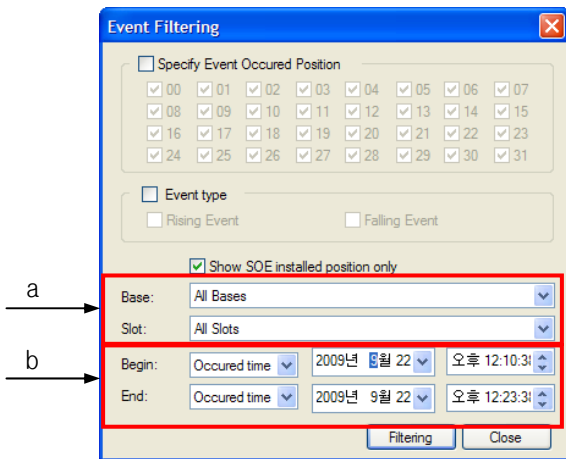 Event Filtering
Specify Event Occured Position
00 01 02 03 04 05 06 07
08 09 10 11 12 13 14 15
16 17 18 19 20 21 22 23
24 25 26 27 28 29 30 31
Event type
Rising Event Falling Event
Show SOE installed position only
a
Base: All Bases
Slot: All Slots
b
Begin: Occured time 2009년 9월 22 오후 12:10:38
End: Occured time 2009년 9월 22 오후 12:23:38
Filtering Close